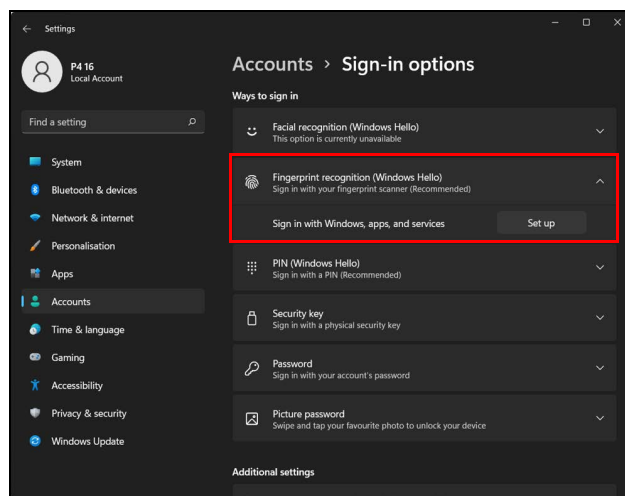 Settings
P4 16
Local Account
Find a setting
System
Bluetooth & devices
Network & internet
Personalisation
Apps
Accounts
Time & language
Gaming
Accessibility
Privacy & security
Windows Update
Accounts > Sign-in options
Ways to sign in
Facial recognition (Windows Hello)
This option is currently unavailable
Fingerprint recognition (Windows Hello)
Sign in with your fingerprint scanner (Recommended)
Sign in with Windows, apps, and services
Set up
PIN (Windows Hello)
Sign in with a PIN (Recommended)
Security key
Sign in with a physical security key
Password
Sign in with your account's password
Picture password
Swipe and tap your favourite photo to unlock your device
Additional settings